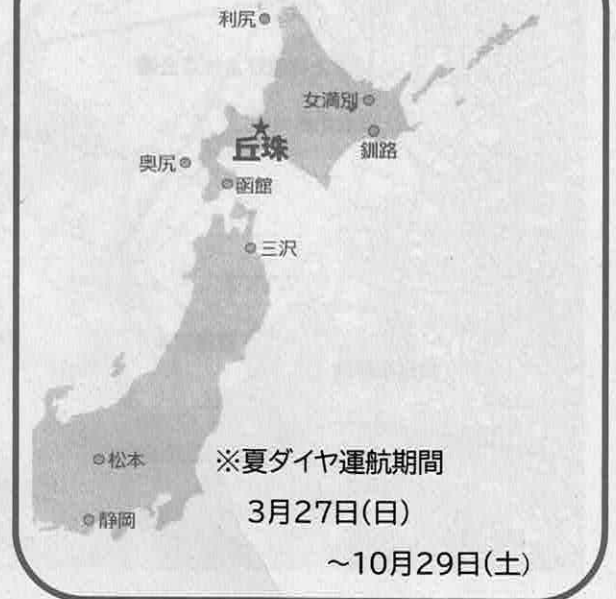 利尻
女満別
丘珠
釧路
奥尻
函館
三沢
松本
※夏ダイヤ運航期間
3月27日(日)
静岡
～10月29日(土)